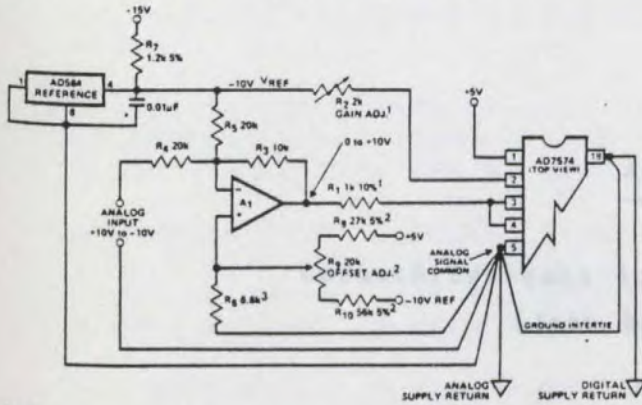 -15V
R7
1.2k 5%
1
AD584
REFERENCE
4
8
0.01uF
-10V VREF
R2 2k
GAIN ADJ.1
+5V
R5 20k
R4 20k
R3 10k
0 to +10V
A1
R1 1k 10%1
ANALOG
INPUT
+10V to -10V
R8 27k 5%2
+5V
R9 20k
OFFSET ADJ.2
R10 56k 5%2
-10V REF
R6 6.8k3
AD7574
(TOP VIEW)
1
18
2
3
4
5
ANALOG
SIGNAL
COMMON
GROUND INTERTIE
ANALOG
SUPPLY RETURN
DIGITAL
SUPPLY RETURN